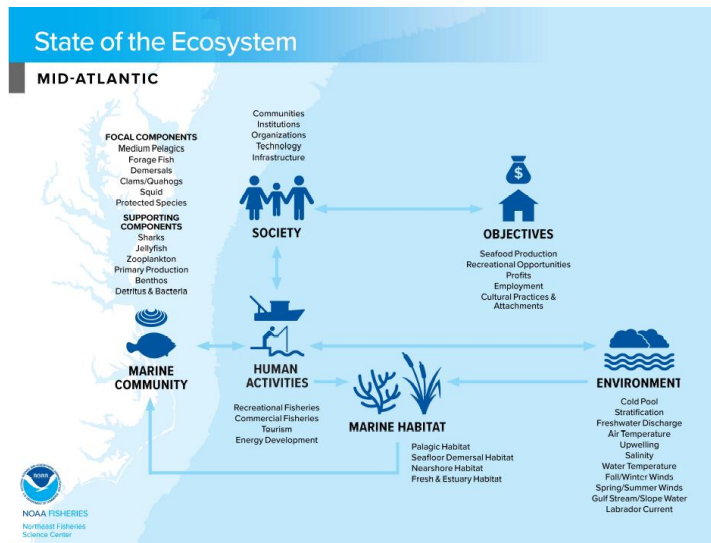 State of the Ecosystem
MID-ATLANTIC
FOCAL COMPONENTS
Medium Pelagics
Forage Fish
Demersals
Clams/Quahogs
Squid
Protected Species
SUPPORTING
COMPONENTS
Sharks
Jellyfish
Zooplankton
Primary Production
Benthos
Detritus & Bacteria
MARINE
COMMUNITY
Communities
Institutions
Organizations
Technology
Infrastructure
SOCIETY
$
OBJECTIVES
Seafood Production
Recreational Opportunities
Profits
Employment
Cultural Practices &
Attachments
HUMAN
ACTIVITIES
Recreational Fisheries
Commercial Fisheries
Tourism
Energy Development
MARINE HABITAT
Palagic Habitat
Seafloor Demersal Habitat
Nearshore Habitat
Fresh & Estuary Habitat
ENVIRONMENT
Cold Pool
Stratification
Freshwater Discharge
Air Temperature
Upwelling
Salinity
Water Temperature
Fall/Winter Winds
Spring/Summer Winds
Gulf Stream/Slope Water
Labrador Current
NOAA
NOAA FISHERIES
Northeast Fisheries
Science Center